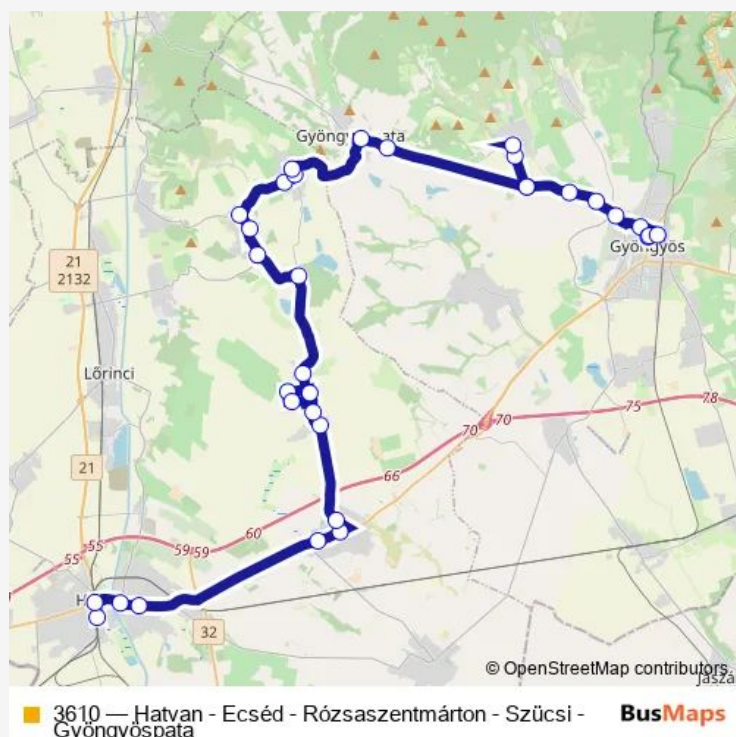 Gyöngyöspata
Gyöngyös
21
2132
Lőrinci
21
78
75
70
70
66
60
59
59
55
55
32
© OpenStreetMap contributors
3610 — Hatvan - Ecséd - Rózsaszentmárton - Szücsi -
Gyöngyöspata
BusMaps